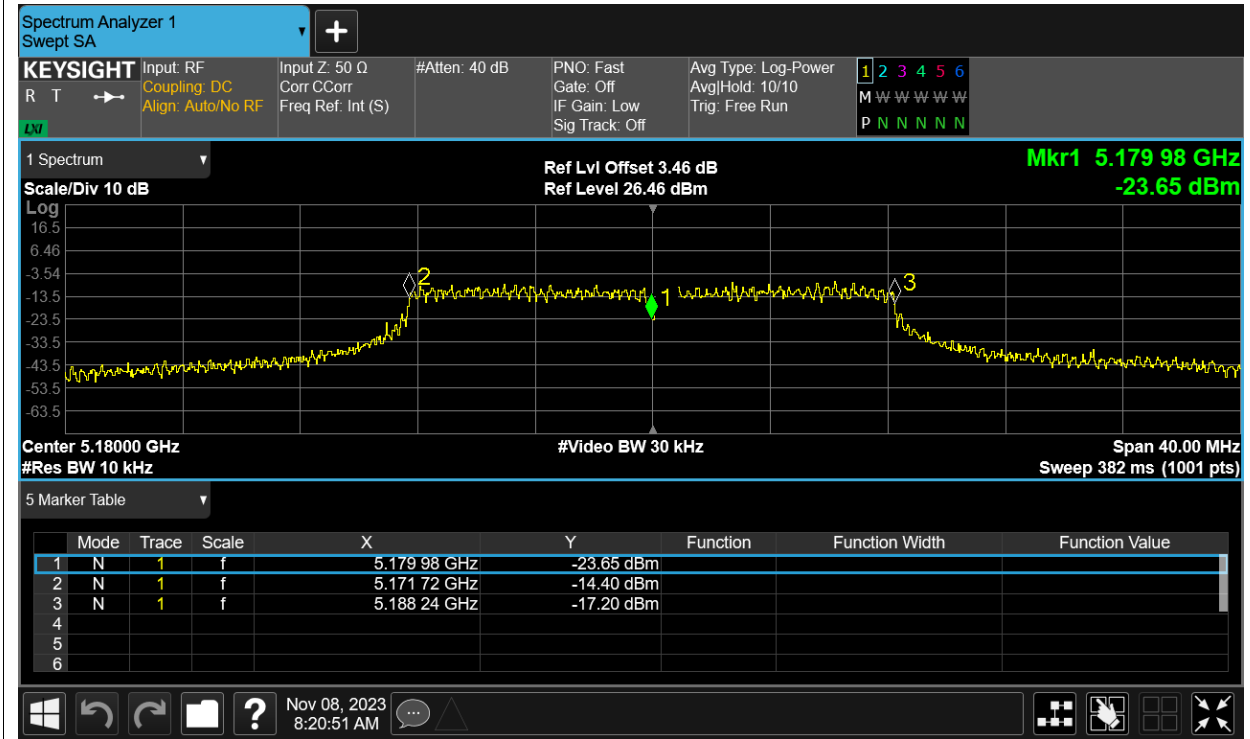 Spectrum Analyzer 1
Swept SA
+
KEYSIGHT Input: RF Input Z: 50 Ω #Atten: 40 dB PNO: Fast Avg Type: Log-Power 1 2 3 4 5 6
R T Coupling: DC Corr CCorr Gate: Off Avg|Hold: 10/10 M W W W W W
Align: Auto/No RF Freq Ref: Int (S) IF Gain: Low Trig: Free Run
LXI Sig Track: Off P N N N N N
1 Spectrum Ref Lvl Offset 3.46 dB Mkr1 5.179 98 GHz
Scale/Div 10 dB Ref Level 26.46 dBm -23.65 dBm
Log
16.5
6.46
-3.54
-13.5
-23.5
-33.5
-43.5
-53.5
-63.5
2
1
3
Center 5.18000 GHz #Video BW 30 kHz Span 40.00 MHz
#Res BW 10 kHz Sweep 382 ms (1001 pts)
5 Marker Table
Mode Trace Scale X Y Function Function Width Function Value
1 N 1 f 5.179 98 GHz -23.65 dBm
2 N 1 f 5.171 72 GHz -14.40 dBm
3 N 1 f 5.188 24 GHz -17.20 dBm
4
5
6
? Nov 08, 2023
8:20:51 AM